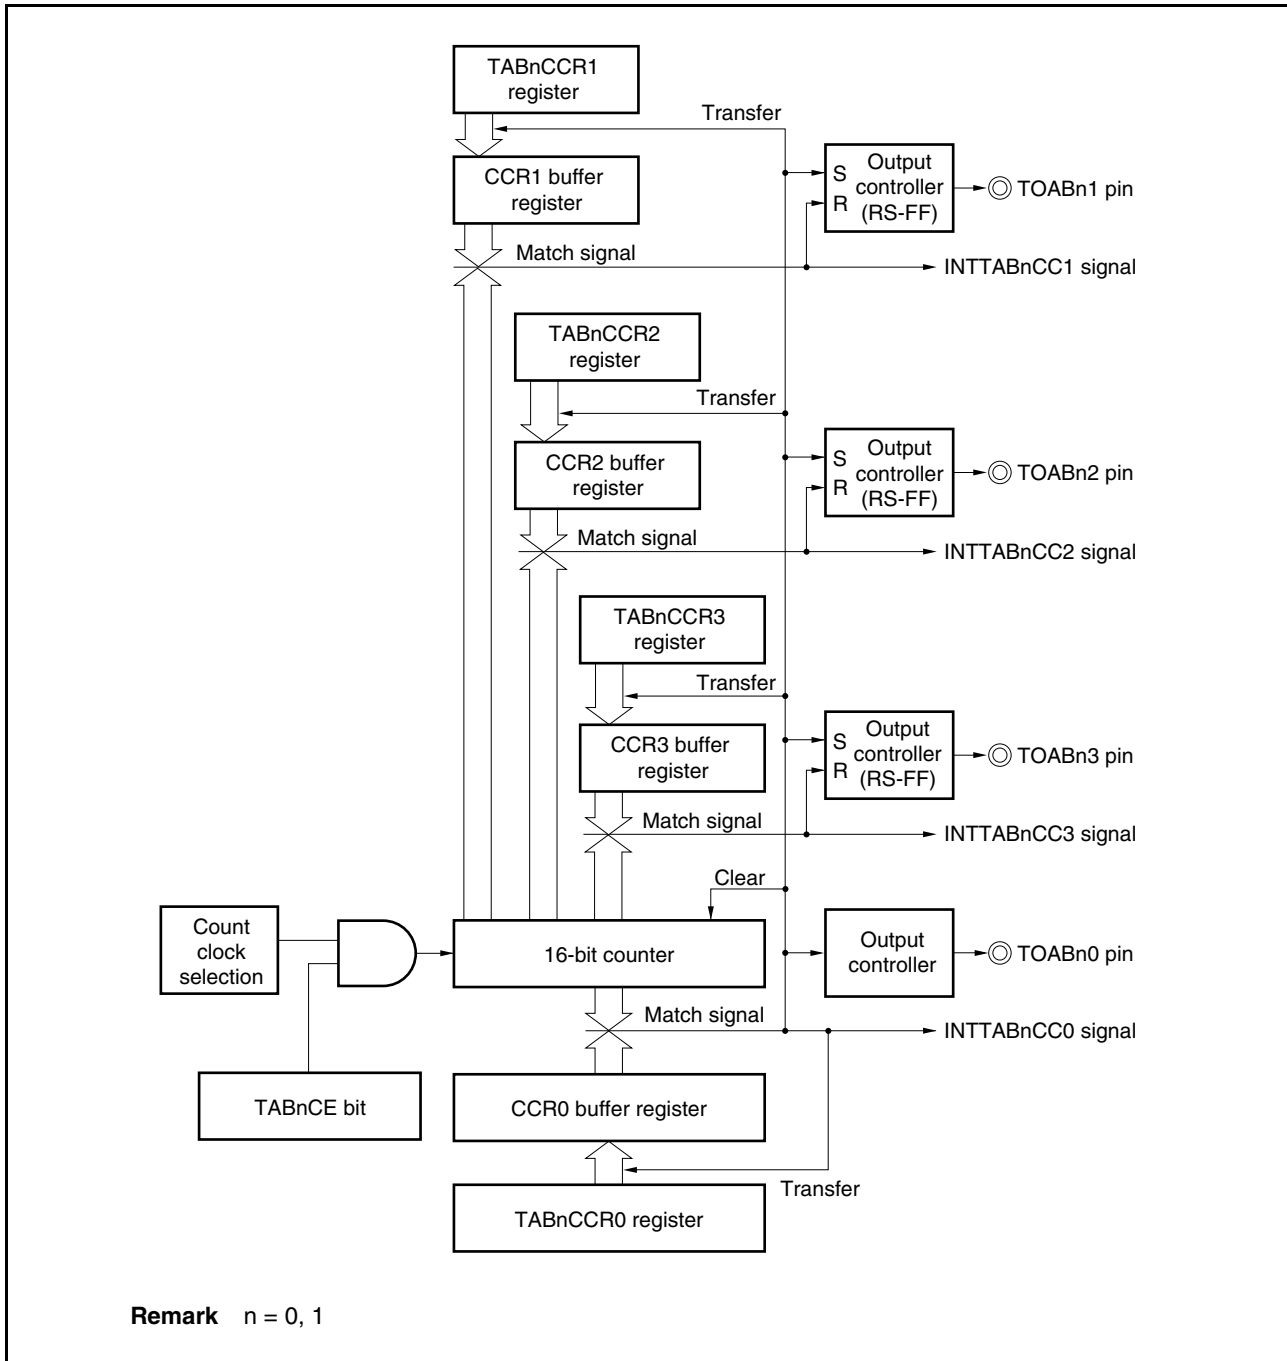 TABnCCR1
register
Transfer
CCR1 buffer
register
S
R
Output
controller
(RS-FF)
TOABn1 pin
Match signal
INTTABnCC1 signal
TABnCCR2
register
Transfer
CCR2 buffer
register
S
R
Output
controller
(RS-FF)
TOABn2 pin
Match signal
INTTABnCC2 signal
TABnCCR3
register
Transfer
CCR3 buffer
register
S
R
Output
controller
(RS-FF)
TOABn3 pin
Match signal
INTTABnCC3 signal
Clear
Count
clock
selection
16-bit counter
Output
controller
TOABn0 pin
Match signal
INTTABnCC0 signal
TABnCE bit
CCR0 buffer register
Transfer
TABnCCR0 register
Remark n = 0, 1